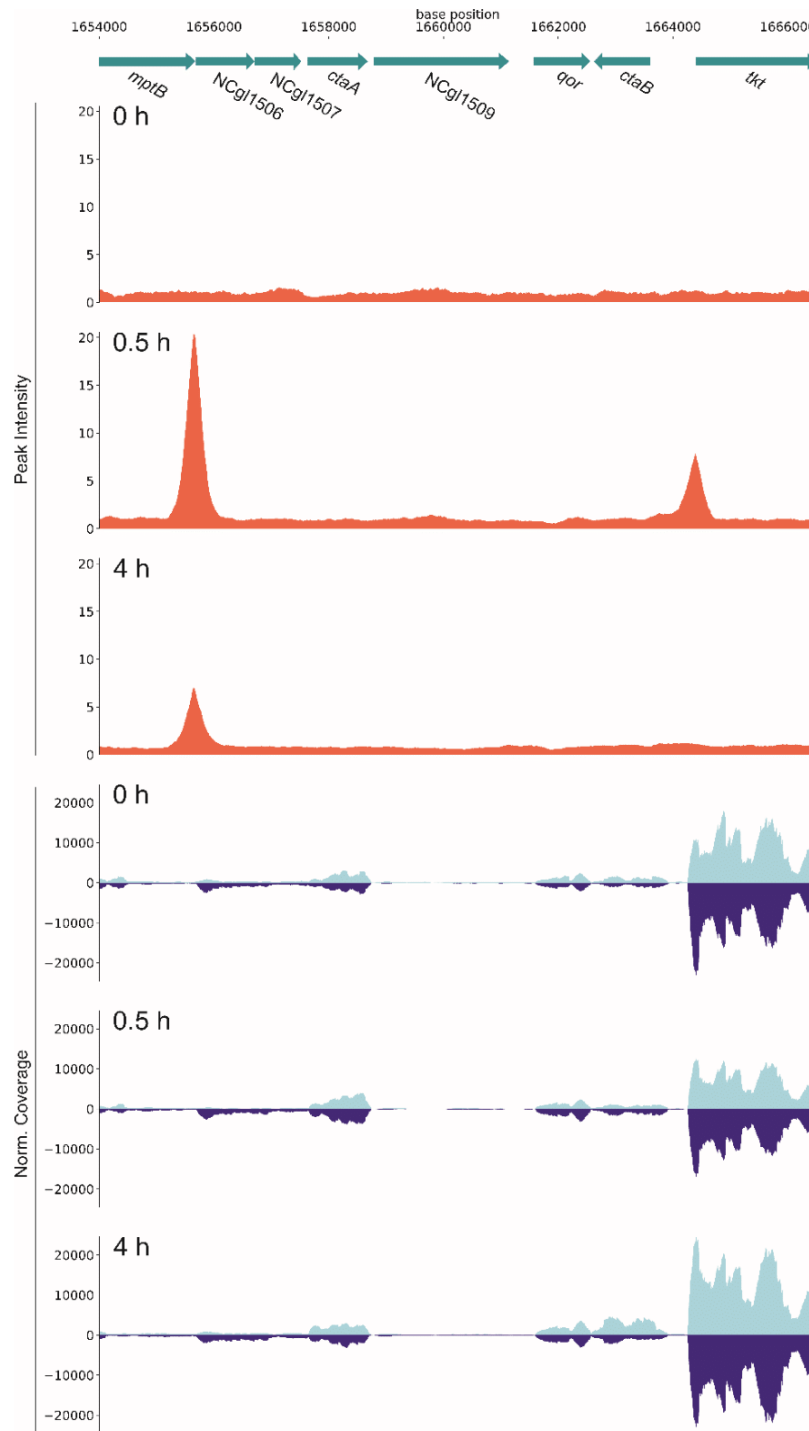 base position
1654000 1656000 1658000 1660000 1662000 1664000 1666000
mptB NCgl1506 NCgl1507 ctaA NCgl1509 qor ctaB tkt
Peak Intensity
0 h
20
15
10
5
0
0.5 h
20
15
10
5
0
4 h
20
15
10
5
0
Norm. Coverage
0 h
20000
10000
0
−10000
−20000
0.5 h
20000
10000
0
−10000
−20000
4 h
20000
10000
0
−10000
−20000